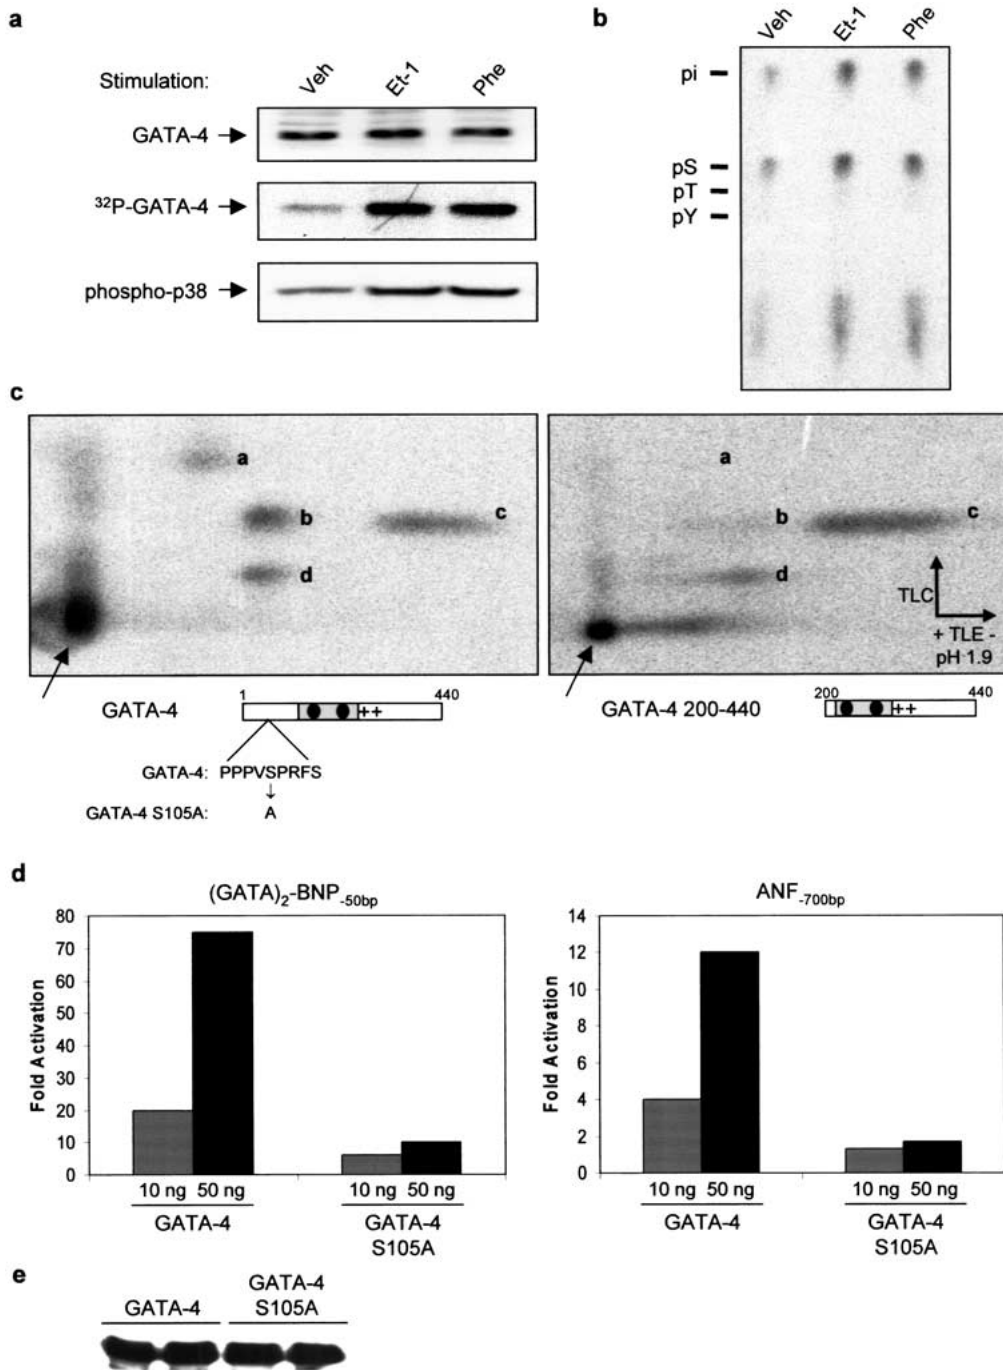 a
Stimulation: Veh Et-1 Phe
GATA-4
32P-GATA-4
phospho-p38
b
Veh Et-1 Phe
pi
pS
pT
pY
c
a
b
c
d
a
b
c
d
TLC
+ TLE -
pH 1.9
GATA-4
1 440
++
GATA-4: PPPVSPRFS
GATA-4 S105A: A
GATA-4 200-440
200 440
++
d
(GATA)2-BNP-50bp
Fold Activation
80
70
60
50
40
30
20
10
0
10 ng 50 ng 10 ng 50 ng
GATA-4 GATA-4
S105A
ANF-700bp
Fold Activation
14
12
10
8
6
4
2
0
10 ng 50 ng 10 ng 50 ng
GATA-4 GATA-4
S105A
e
GATA-4 GATA-4
S105A